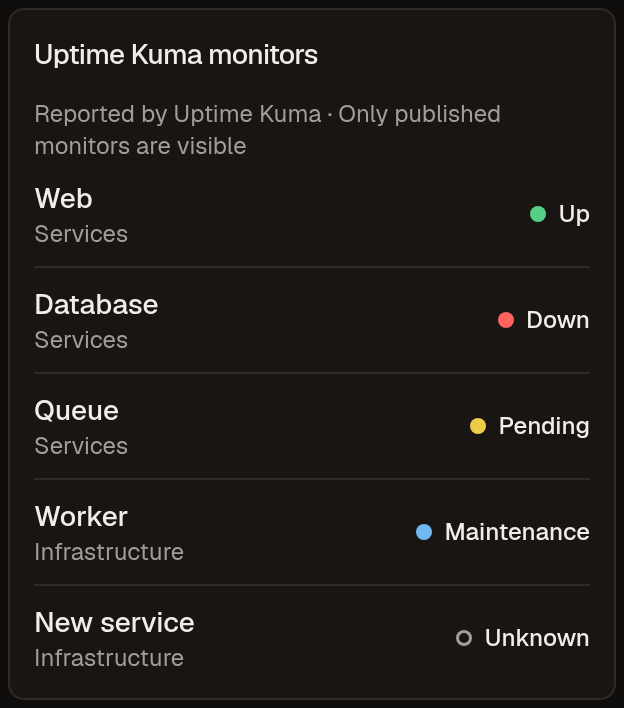 Uptime Kuma monitors
Reported by Uptime Kuma · Only published
monitors are visible
Web
Services
Up
Database
Services
Down
Queue
Services
Pending
Worker
Infrastructure
Maintenance
New service
Infrastructure
Unknown